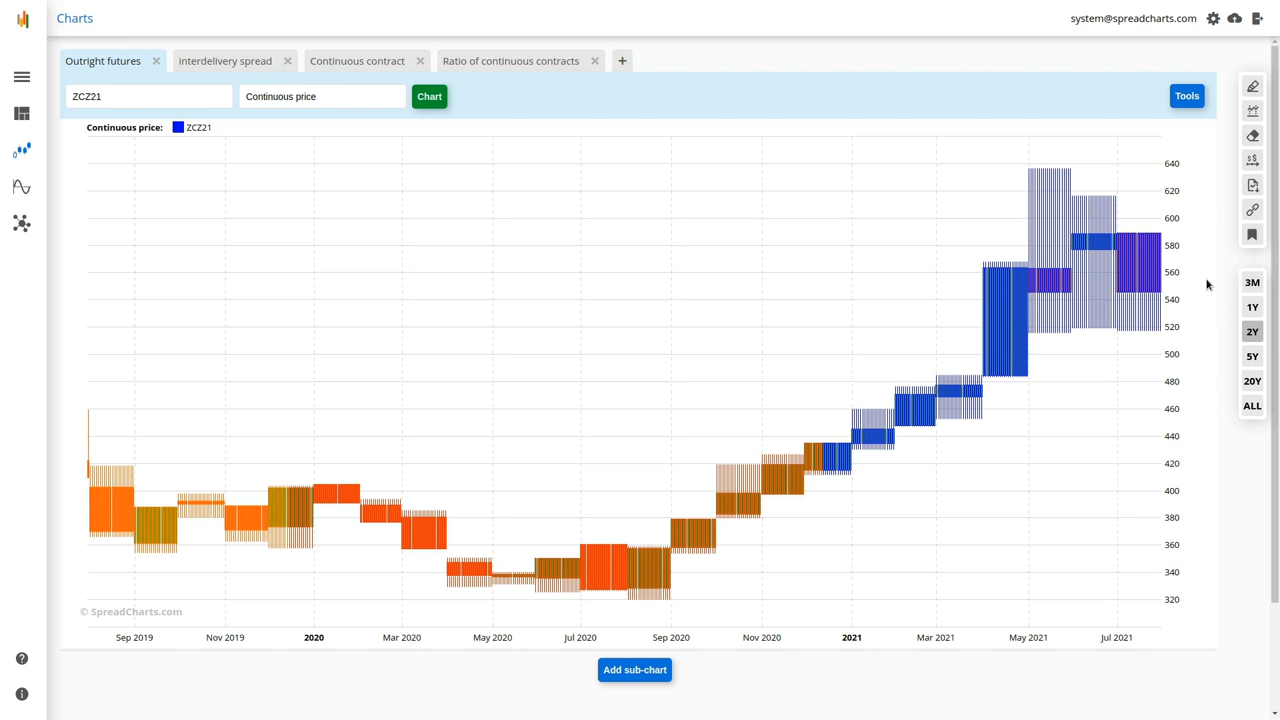 Charts
system@spreadcharts.com
Outright futures
Interdelivery spread
Continuous contract
Ratio of continuous contracts
+
ZCZ21
Continuous price
Chart
Tools
Continuous price: ZCZ21
640
620
600
580
560
540
520
500
480
460
440
420
400
380
360
340
320
3M
1Y
2Y
5Y
20Y
ALL
© SpreadCharts.com
Sep 2019 Nov 2019 2020 Mar 2020 May 2020 Jul 2020 Sep 2020 Nov 2020 2021 Mar 2021 May 2021 Jul 2021
Add sub-chart